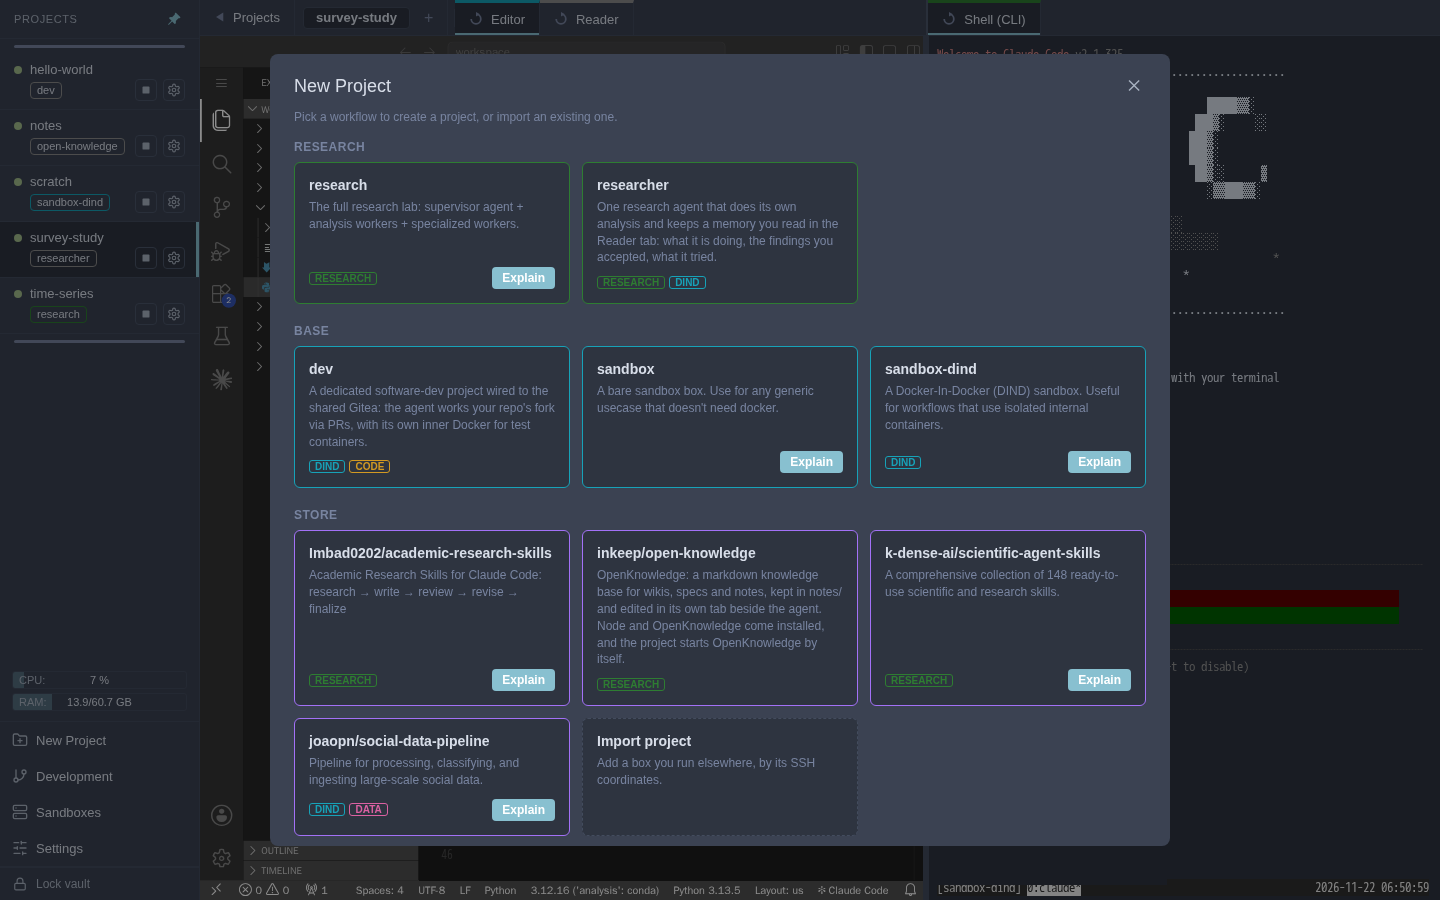 PROJECTS
Projects
survey-study
+
Editor
Reader
Shell (CLI)
hello-world
dev
notes
open-knowledge
scratch
sandbox-dind
survey-study
researcher
time-series
research
CPU:
7 %
RAM:
13.9/60.7 GB
New Project
Development
Sandboxes
Settings
Lock vault
workspace
2
New Project
Pick a workflow to create a project, or import an existing one.
RESEARCH
research
The full research lab: supervisor agent +
analysis workers + specialized workers.
RESEARCH
Explain
researcher
One research agent that does its own
analysis and keeps a memory you read in the
Reader tab: what it is doing, the findings you
accepted, what it tried.
RESEARCH DIND
BASE
dev
A dedicated software-dev project wired to the
shared Gitea: the agent works your repo's fork
via PRs, with its own inner Docker for test
containers.
DIND CODE
sandbox
A bare sandbox box. Use for any generic
usecase that doesn't need docker.
Explain
sandbox-dind
A Docker-In-Docker (DIND) sandbox. Useful
for workflows that use isolated internal
containers.
DIND
Explain
STORE
Imbad0202/academic-research-skills
Academic Research Skills for Claude Code:
research → write → review → revise →
finalize
RESEARCH
Explain
inkeep/open-knowledge
OpenKnowledge: a markdown knowledge
base for wikis, specs and notes, kept in notes/
and edited in its own tab beside the agent.
Node and OpenKnowledge come installed,
and the project starts OpenKnowledge by
itself.
RESEARCH
k-dense-ai/scientific-agent-skills
A comprehensive collection of 148 ready-to-
use scientific and research skills.
RESEARCH
Explain
joaopn/social-data-pipeline
Pipeline for processing, classifying, and
ingesting large-scale social data.
DIND DATA
Explain
Import project
Add a box you run elsewhere, by its SSH
coordinates.
with your terminal
t to disable)
46
OUTLINE
TIMELINE
0 0 1 Spaces: 4 UTF-8 LF Python 3.12.16 ('analysis': conda) Python 3.13.5 Layout: us Claude Code
[sandbox-dind] 0:claude*
2026-11-22 06:50:59